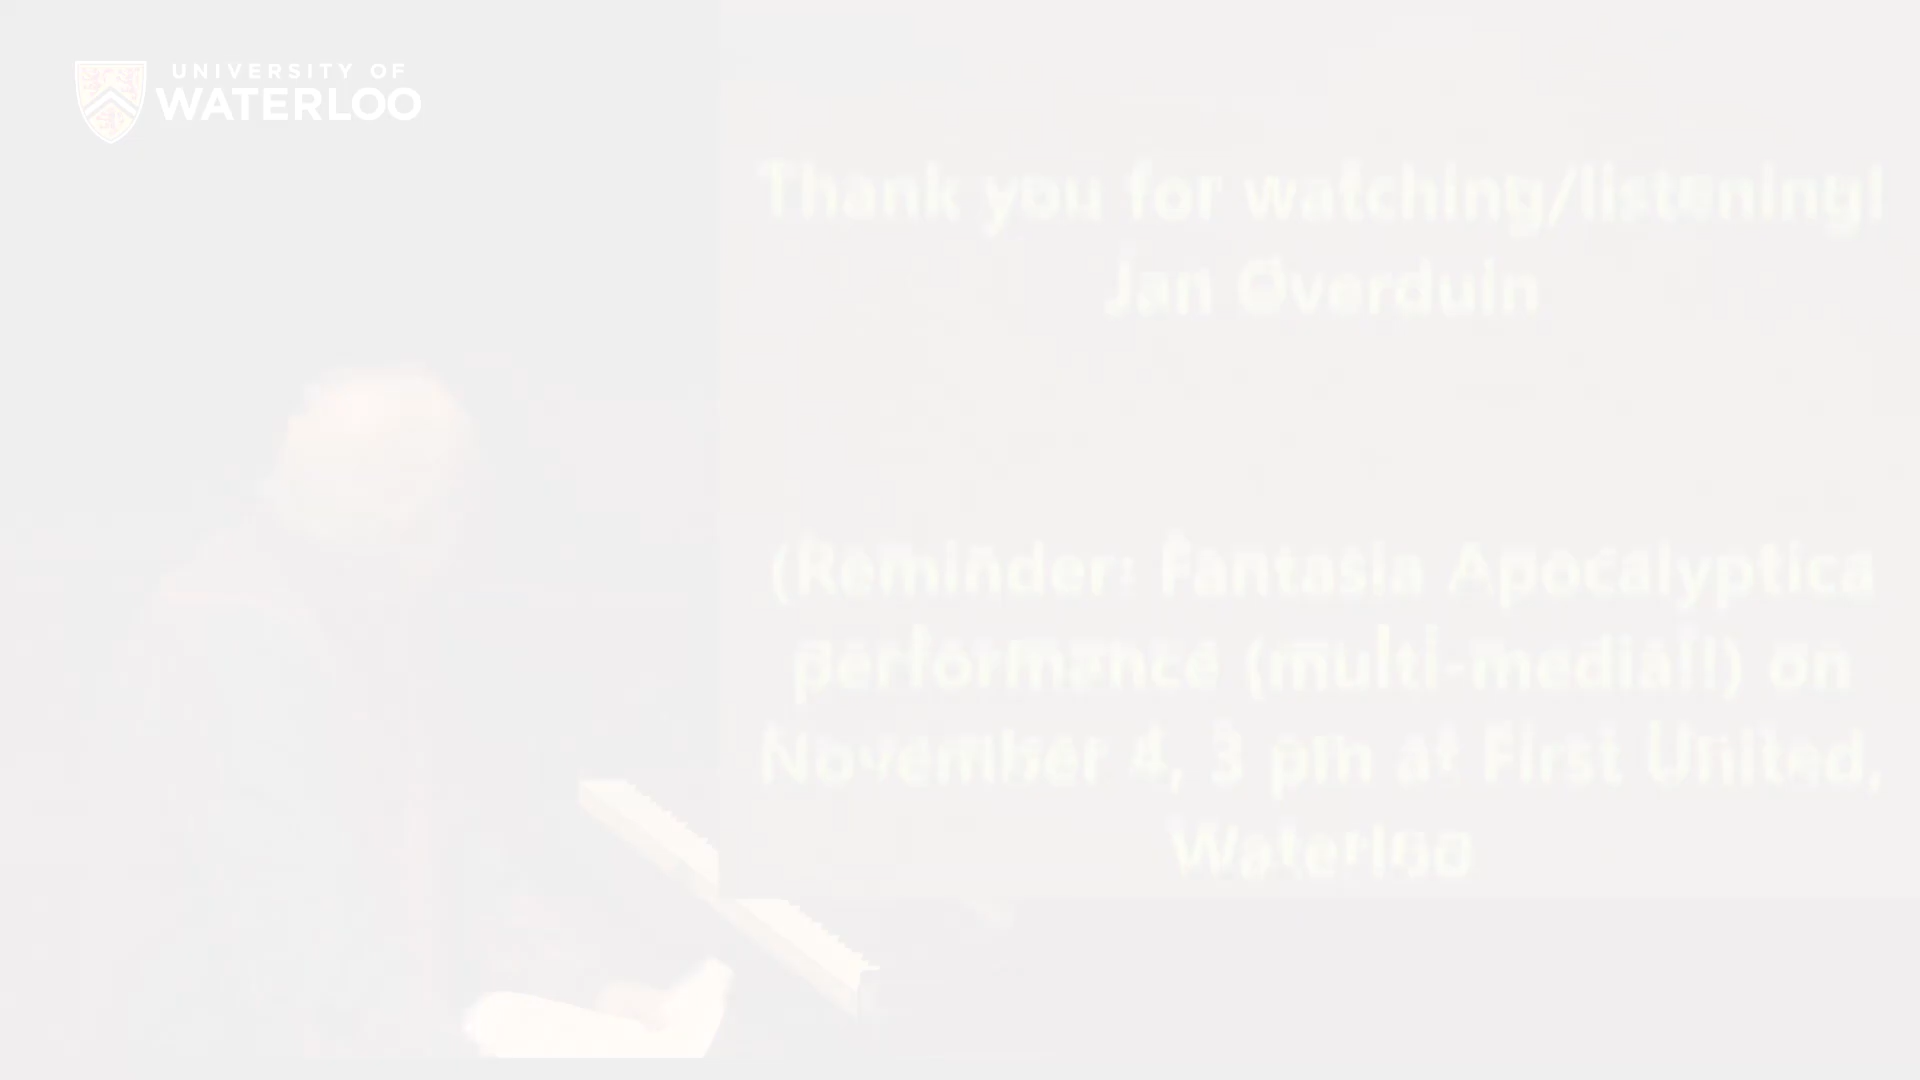 UNIVERSITY OF
WATERLOO
Thank you for watching/listening!
Jan Overduin
(Reminder: Fantasia Apocalyptica
performance (multi-media!!) on
November 4, 3 pm at First United,
Waterloo